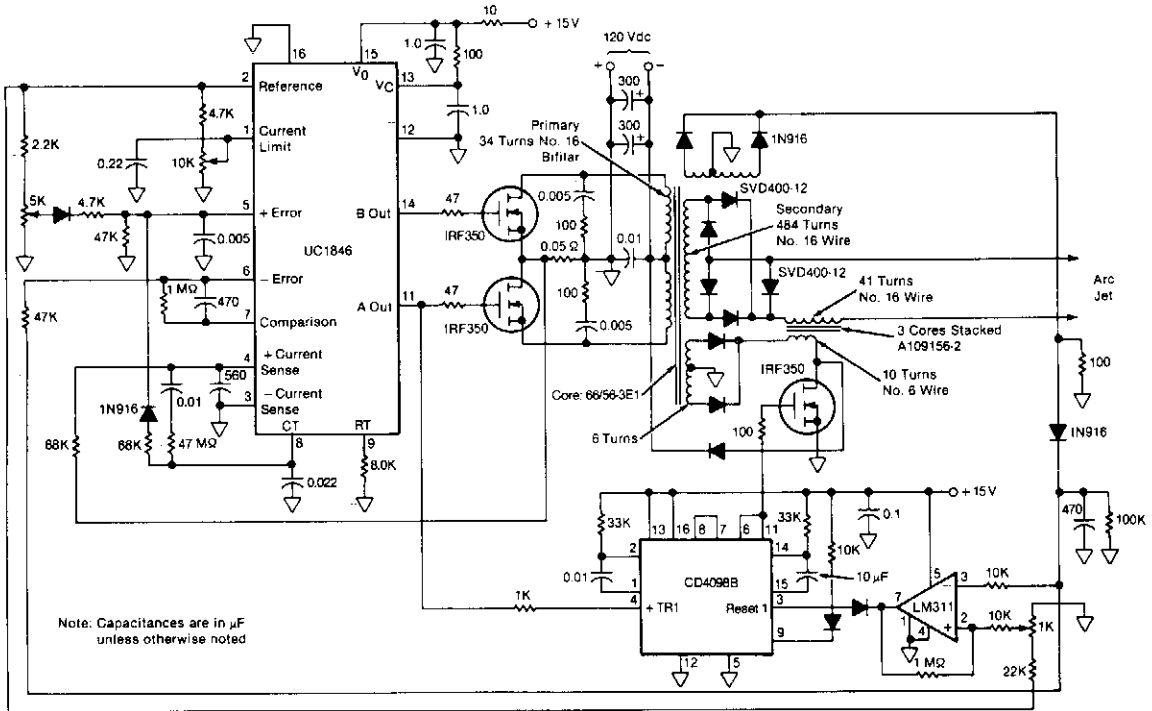 10
+ 15V
1.0
100
16
15
V0
VC
13
1.0
12
2
Reference
4.7K
1
Current
Limit
2.2K
0.22
10K
5K
4.7K
5
+ Error
47K
0.005
B Out
14
47
UC1846
6
− Error
1 MΩ
470
7
Comparison
A Out
11
47
47K
+ Current
4
Sense
560
0.01
− Current
3
Sense
1N916
68K
68K
47 MΩ
CT
8
RT
9
8.0K
0.022
120 Vdc
+
−
300
+
300
+
Primary
34 Turns No. 16
Bifilar
1N916
SVD400-12
0.005
100
IRF350
0.05 Ω
0.01
Secondary
484 Turns
No. 16 Wire
SVD400-12
100
IRF350
0.005
41 Turns
No. 16 Wire
Arc
Jet
3 Cores Stacked
A109156-2
IRF350
Core: 66/56-3E1
10 Turns
No. 6 Wire
100
6 Turns
100
1N916
+ 15V
33K
13
16
8
7
6
11
33K
0.1
470
100K
2
14
10K
0.01
1
CD4098B
15
10 μF
5
−
3
10K
1K
4
+ TR1
Reset 1
3
7
LM311
1
4
+
2
10K
1K
9
12
5
1 MΩ
22K
Note: Capacitances are in μF
unless otherwise noted